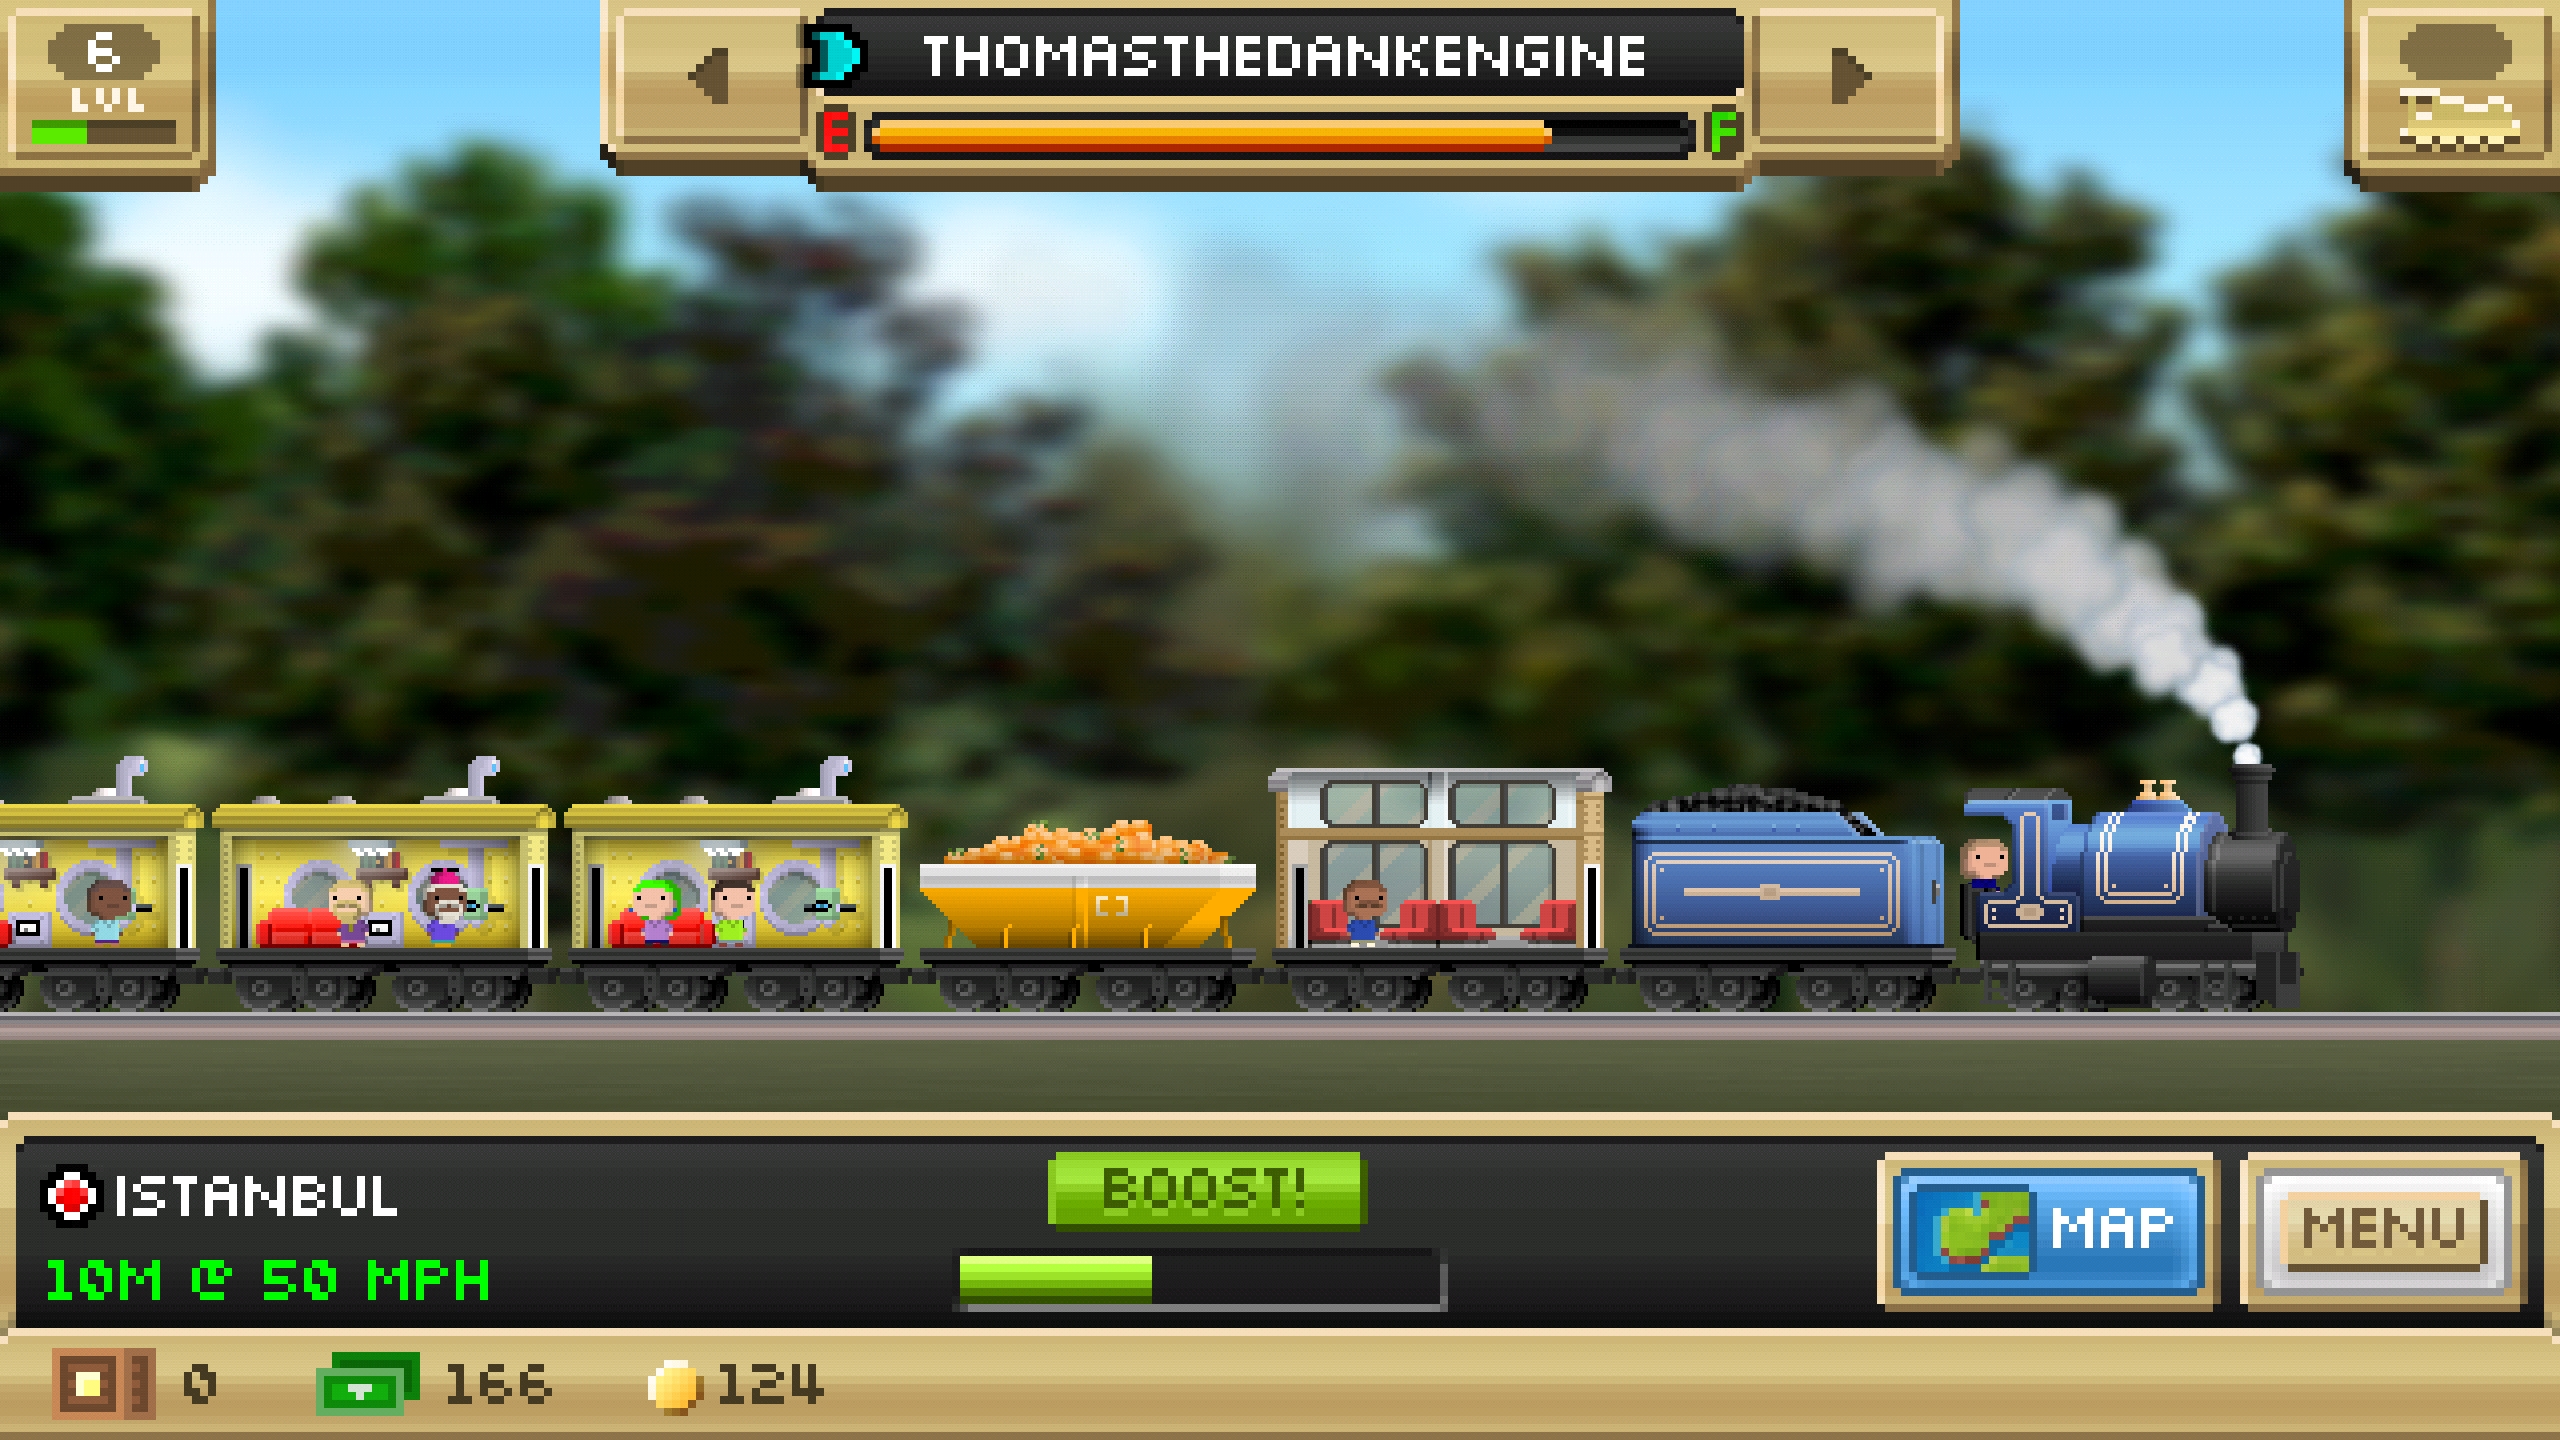 6
LVL
THOMASTHEDANKENGINE
E F
ISTANBUL
10M @ 50 MPH
BOOST!
MAP
MENU
0 166 124